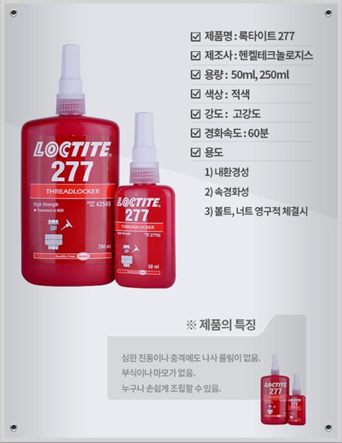 제품명 : 록타이트 277
제조사 : 헨켈테크놀로지스
용량 : 50ml, 250ml
색상 : 적색
강도 : 고강도
경화속도 : 60분
용도
1) 내환경성
2) 속경화성
3) 볼트, 너트 영구적 체결시
LOCTITE
277
THREADLOCKER
High Strength
42540
250 ml
LOCTITE
277
THREADLOCKER
High Strength
50 ml
※ 제품의 특징
심한 진동이나 충격에도 나사 풀림이 없음.
부식이나 마모가 없음.
누구나 손쉽게 조립할 수 있음.
277
277